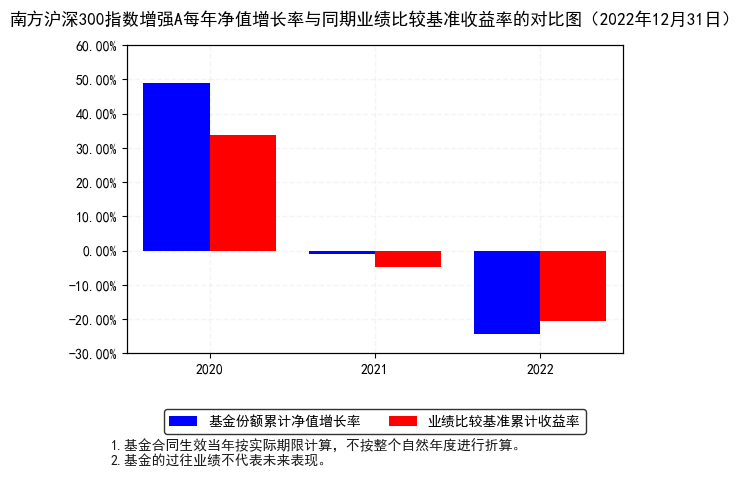 南方沪深300指数增强A每年净值增长率与同期业绩比较基准收益率的对比图（2022年12月31日）
60.00%
50.00%
40.00%
30.00%
20.00%
10.00%
0.00%
-10.00%
-20.00%
-30.00%
2020 2021 2022
基金份额累计净值增长率 业绩比较基准累计收益率
1.基金合同生效当年按实际期限计算，不按整个自然年度进行折算。
2.基金的过往业绩不代表未来表现。